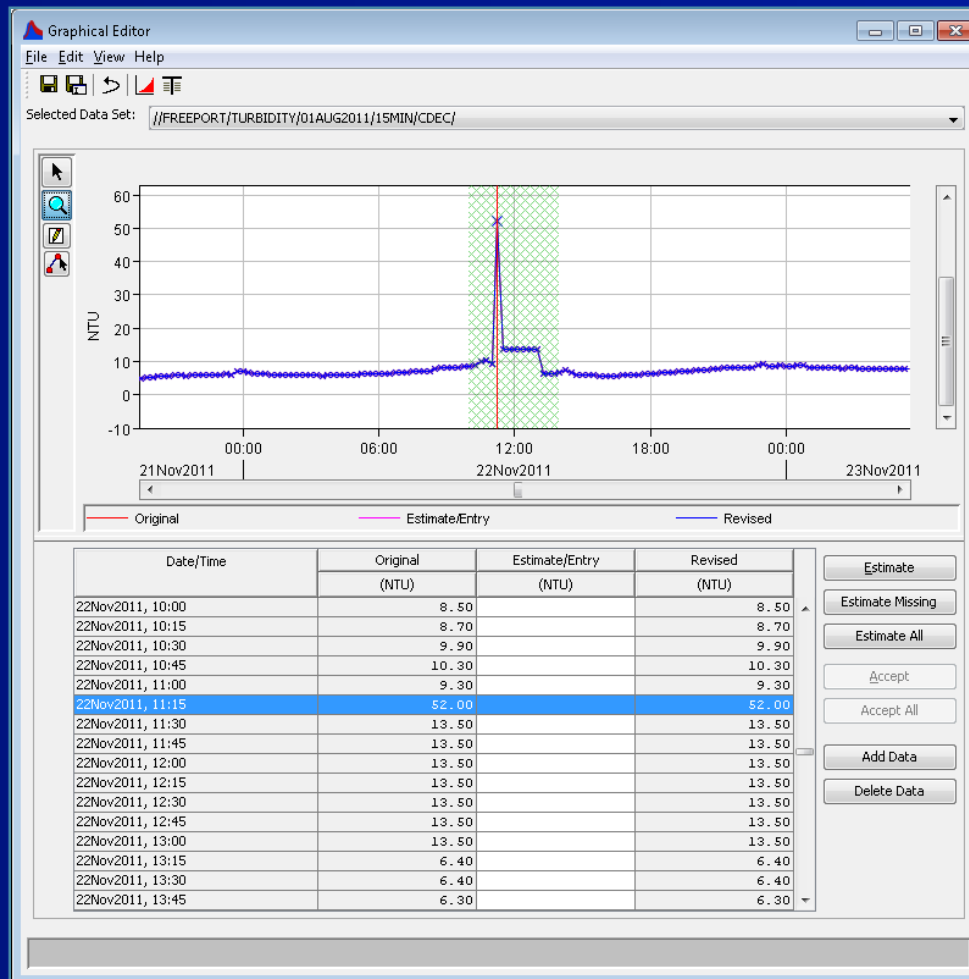 Graphical Editor
File Edit View Help
Selected Data Set: //FREEPORT/TURBIDITY/01AUG2011/15MIN/CDEC/
60
50
40
30
20
10
0
-10
NTU
00:00 06:00 12:00 18:00 00:00
21Nov2011 22Nov2011 23Nov2011
Original Estimate/Entry Revised
Date/Time Original Estimate/Entry Revised
(NTU) (NTU) (NTU)
22Nov2011, 10:00 8.50 8.50
22Nov2011, 10:15 8.70 8.70
22Nov2011, 10:30 9.90 9.90
22Nov2011, 10:45 10.30 10.30
22Nov2011, 11:00 9.30 9.30
22Nov2011, 11:15 52.00 52.00
22Nov2011, 11:30 13.50 13.50
22Nov2011, 11:45 13.50 13.50
22Nov2011, 12:00 13.50 13.50
22Nov2011, 12:15 13.50 13.50
22Nov2011, 12:30 13.50 13.50
22Nov2011, 12:45 13.50 13.50
22Nov2011, 13:00 13.50 13.50
22Nov2011, 13:15 6.40 6.40
22Nov2011, 13:30 6.40 6.40
22Nov2011, 13:45 6.30 6.30
Estimate
Estimate Missing
Estimate All
Accept
Accept All
Add Data
Delete Data